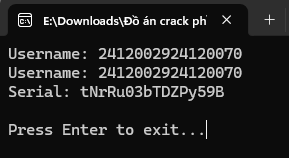 E:\Downloads\Đồ án crack ph
Username: 2412002924120070
Username: 2412002924120070
Serial: tNrRu03bTDZPy59B
Press Enter to exit...